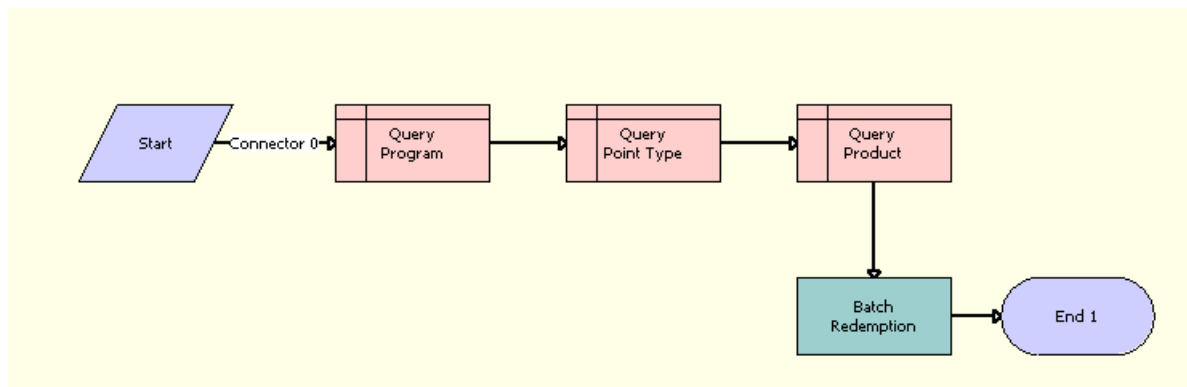 Start
Connector 0
Query
Program
Query
Point Type
Query
Product
Batch
Redemption
End 1